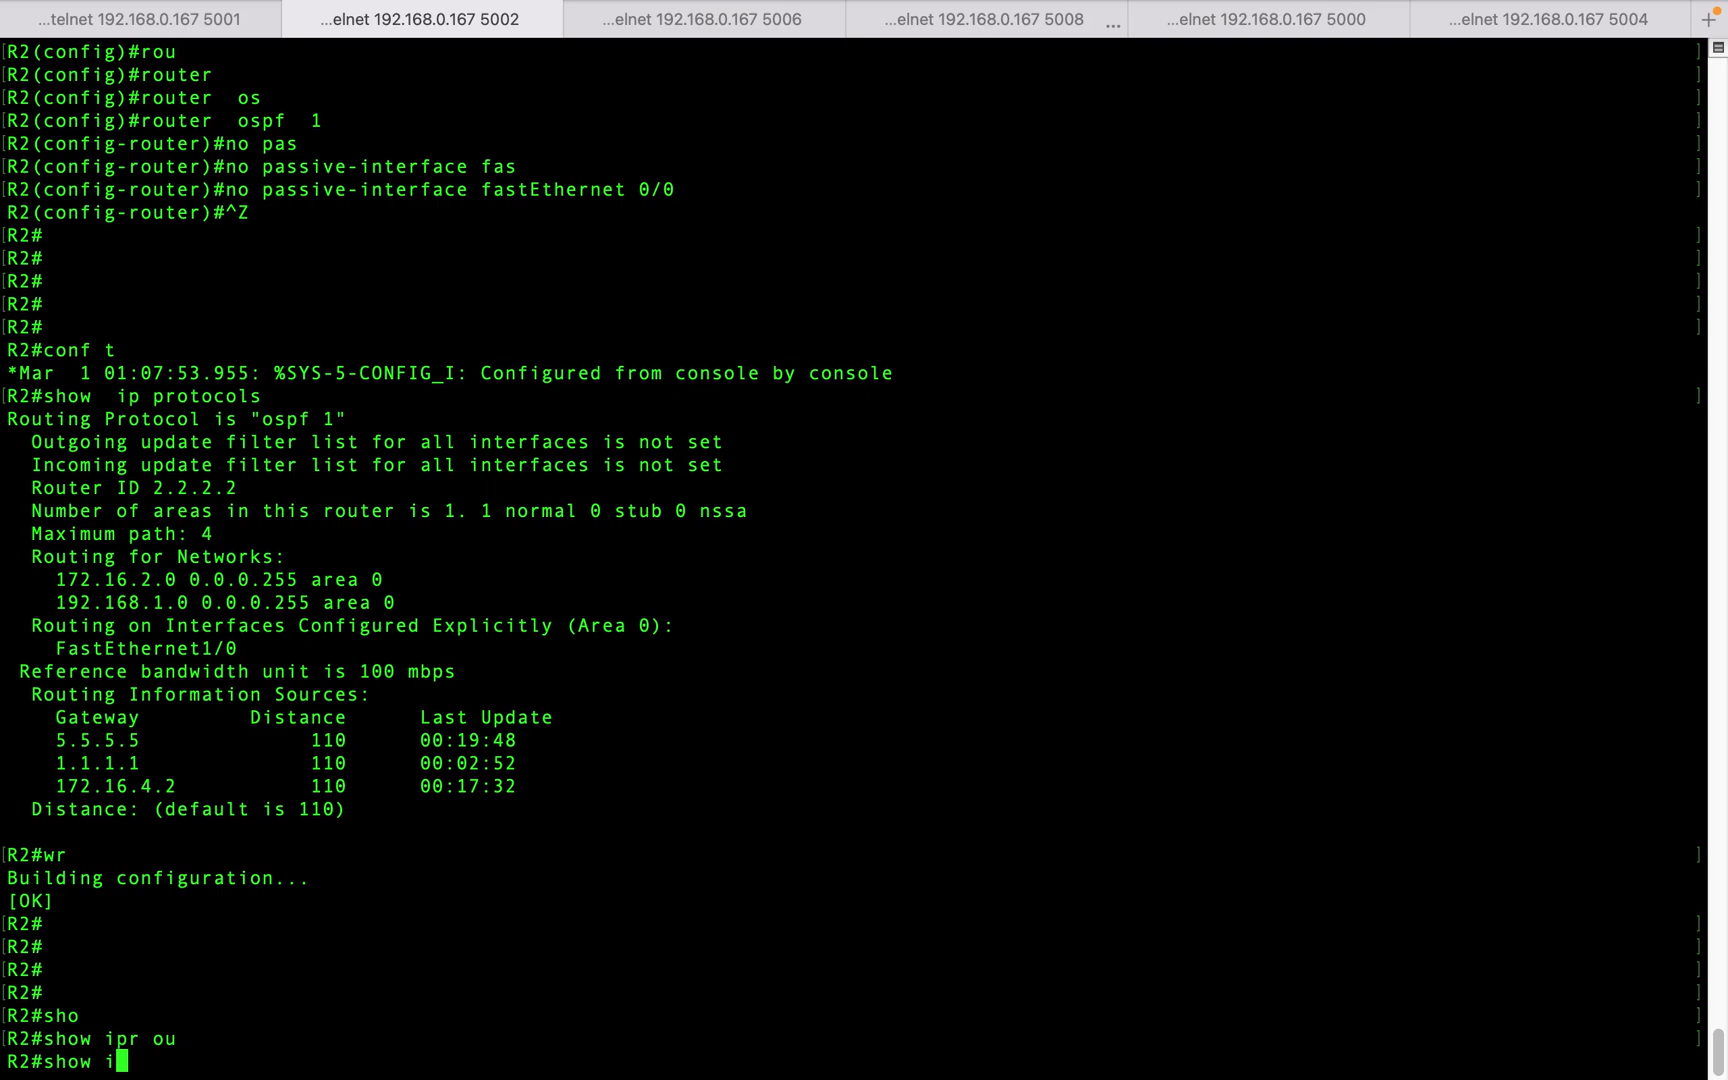 ...telnet 192.168.0.167 5001
...elnet 192.168.0.167 5002
...elnet 192.168.0.167 5006
...elnet 192.168.0.167 5008 ...
...elnet 192.168.0.167 5000
...elnet 192.168.0.167 5004
+
[R2(config)#rou ]
[R2(config)#router ]
[R2(config)#router  os ]
[R2(config)#router  ospf  1 ]
[R2(config-router)#no pas ]
[R2(config-router)#no passive-interface fas ]
[R2(config-router)#no passive-interface fastEthernet 0/0 ]
R2(config-router)#^Z
[R2# ]
[R2# ]
[R2# ]
[R2# ]
[R2# ]
R2#conf t
*Mar  1 01:07:53.955: %SYS-5-CONFIG_I: Configured from console by console
[R2#show  ip protocols ]
Routing Protocol is "ospf 1"
  Outgoing update filter list for all interfaces is not set
  Incoming update filter list for all interfaces is not set
  Router ID 2.2.2.2
  Number of areas in this router is 1. 1 normal 0 stub 0 nssa
  Maximum path: 4
  Routing for Networks:
    172.16.2.0 0.0.0.255 area 0
    192.168.1.0 0.0.0.255 area 0
  Routing on Interfaces Configured Explicitly (Area 0):
    FastEthernet1/0
 Reference bandwidth unit is 100 mbps
  Routing Information Sources:
    Gateway         Distance      Last Update
    5.5.5.5              110      00:19:48
    1.1.1.1              110      00:02:52
    172.16.4.2           110      00:17:32
  Distance: (default is 110)
[R2#wr ]
Building configuration...
[OK]
[R2# ]
[R2# ]
[R2# ]
[R2# ]
[R2#sho ]
[R2#show ipr ou ]
R2#show i